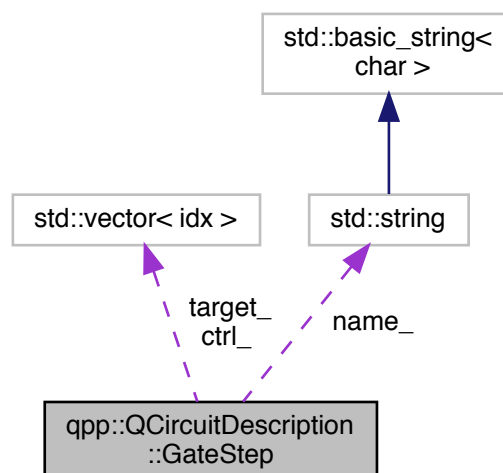 std::basic_string<
char >
std::vector< idx >
std::string
target_
ctrl_
name_
qpp::QCircuitDescription
::GateStep